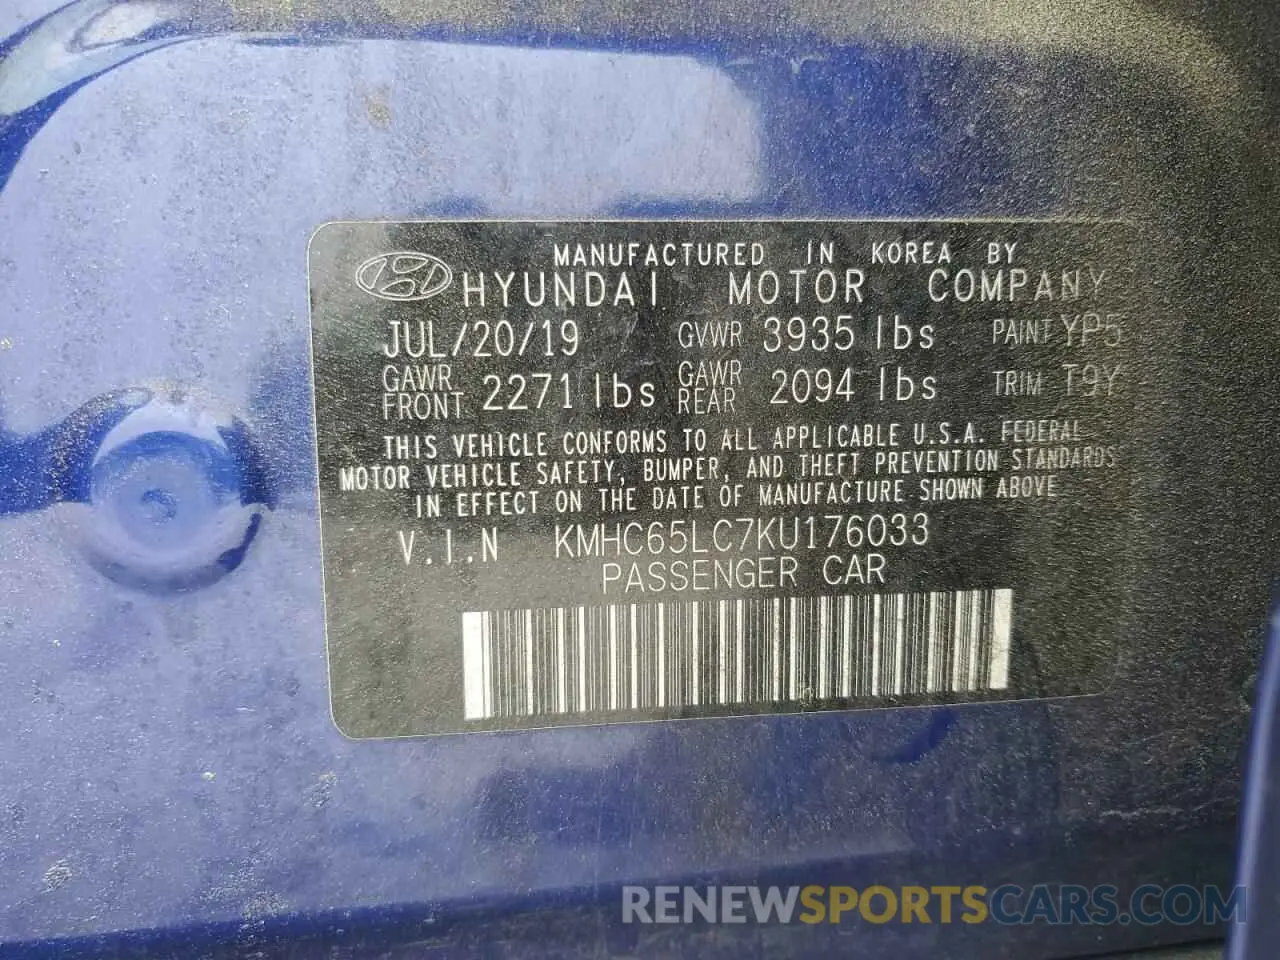 MANUFACTURED IN KOREA BY
HYUNDAI MOTOR COMPANY
JUL/20/19 GVWR 3935 lbs PAINT YP5
GAWR FRONT 2271 lbs GAWR REAR 2094 lbs TRIM T9Y
THIS VEHICLE CONFORMS TO ALL APPLICABLE U.S.A. FEDERAL
MOTOR VEHICLE SAFETY, BUMPER, AND THEFT PREVENTION STANDARDS
IN EFFECT ON THE DATE OF MANUFACTURE SHOWN ABOVE
V.I.N KMHC65LC7KU176033
PASSENGER CAR
RENEWSPORTSCARS.COM